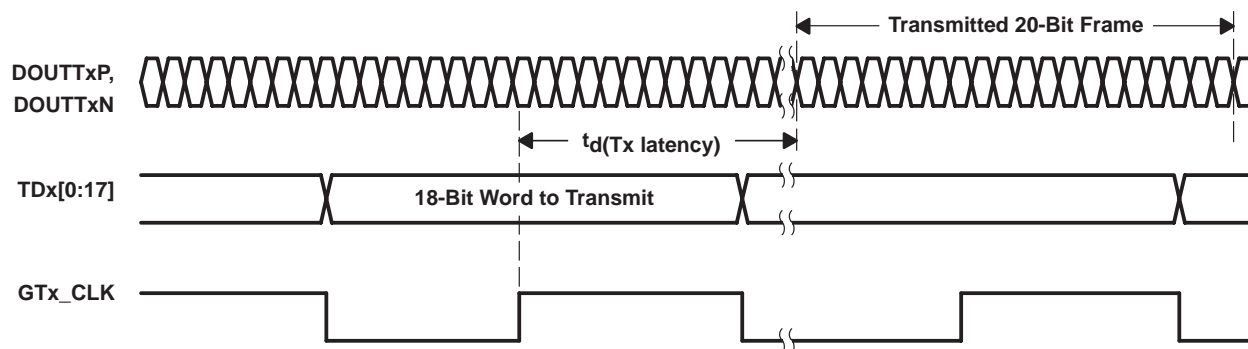 Transmitted 20-Bit Frame
DOUTTxP,
DOUTTxN
td(Tx latency)
TDx[0:17]
18-Bit Word to Transmit
GTx_CLK